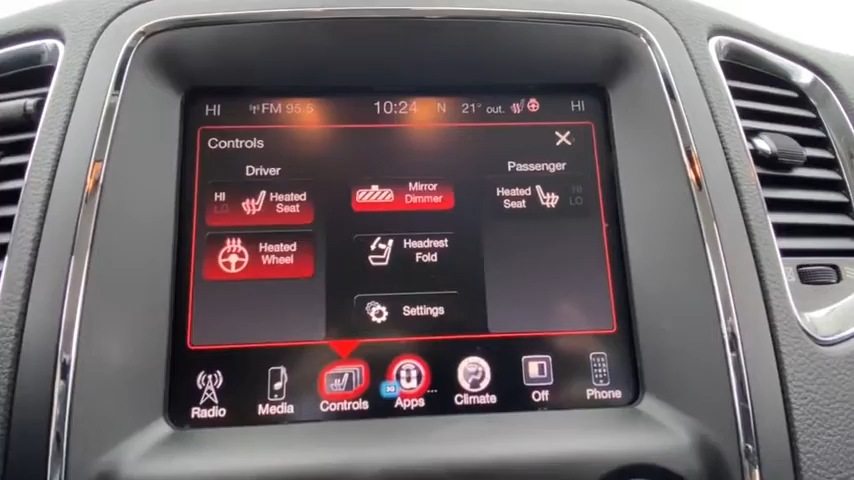 HI FM 95.5 10:24 N 21° out. HI
Controls
Driver
Passenger
HI
LO
Heated
Seat
Mirror
Dimmer
Heated
Seat
HI
LO
Heated
Wheel
Headrest
Fold
Settings
Radio
Media
Controls
3G
Apps
Climate
Off
Phone